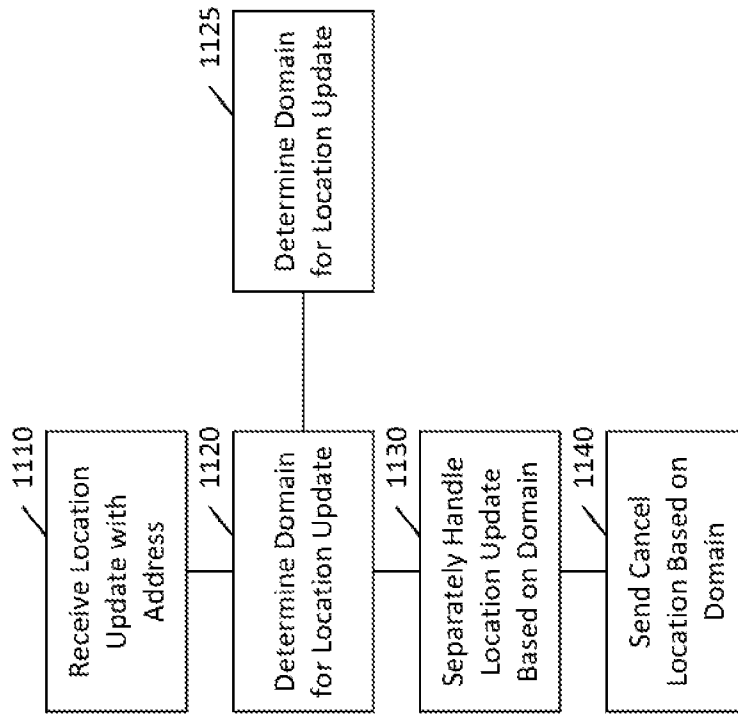 1110
Receive Location
Update with
Address
1120
Determine Domain
for Location Update
1125
Determine Domain
for Location Update
1130
Separately Handle
Location Update
Based on Domain
1140
Send Cancel
Location Based on
Domain